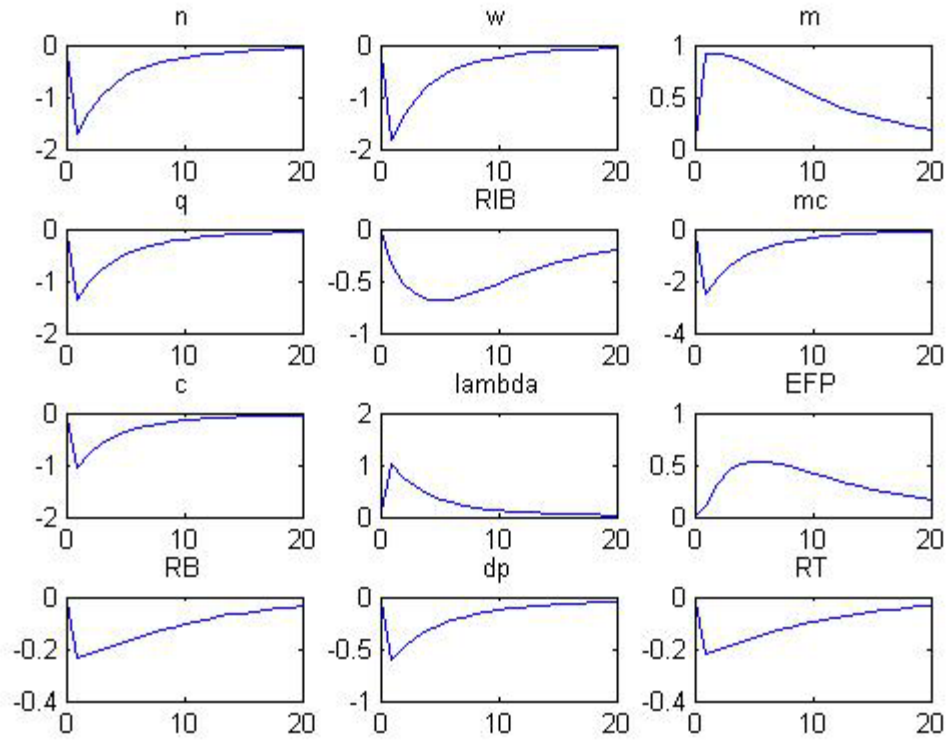 n w m
0 0 1
-1 -1 0.5
-2 -2 0
0 10 20 0 10 20 0 10 20
q RIB mc
0 0 0
-1 -0.5 -2
-2 -1 -4
0 10 20 0 10 20 0 10 20
c lambda EFP
0 2 1
-1 1 0.5
-2 0 0
0 10 20 0 10 20 0 10 20
RB dp RT
0 0 0
-0.2 -0.5 -0.2
-0.4 -1 -0.4
0 10 20 0 10 20 0 10 20